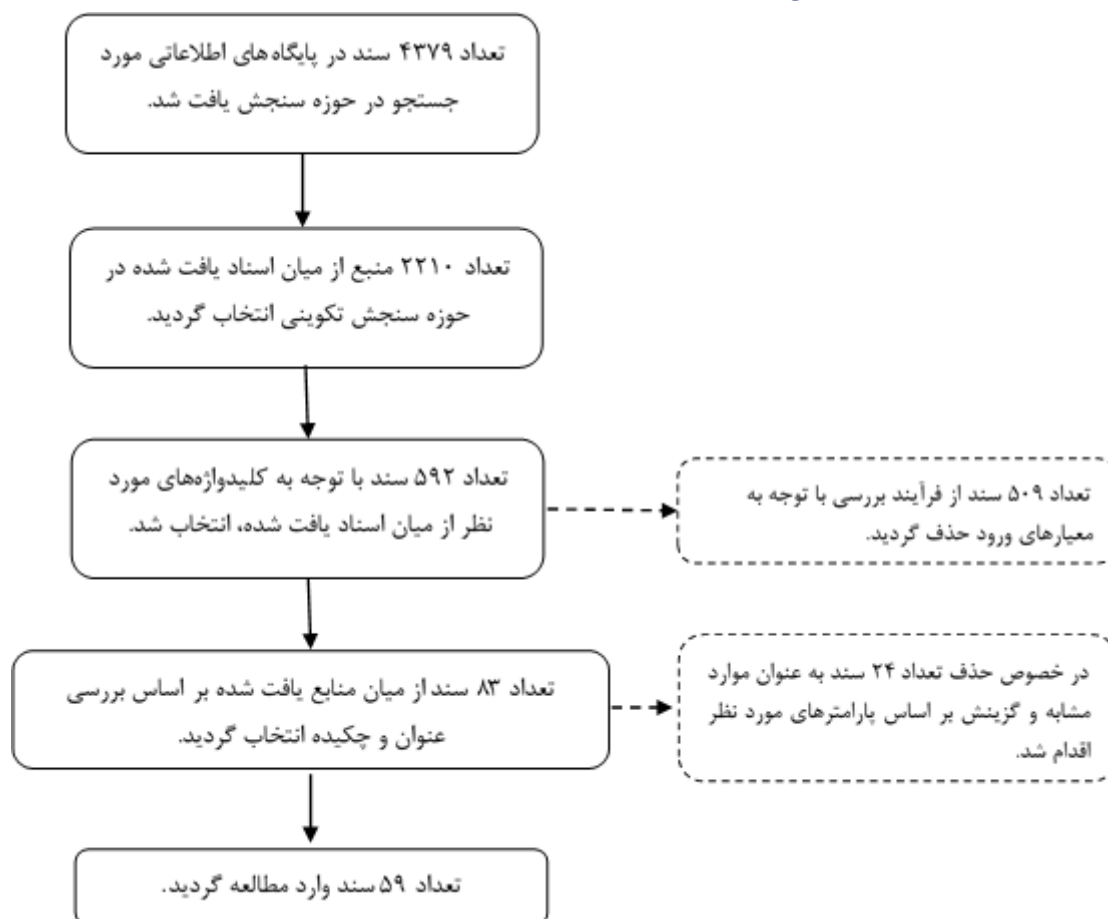 تعداد ۴۳۷۹ سند در پایگاه‌های اطلاعاتی مورد
جستجو در حوزه سنجش یافت شد.
تعداد ۲۲۱۰ منبع از میان اسناد یافت شده در
حوزه سنجش تکوینی انتخاب گردید.
تعداد ۵۹۲ سند با توجه به کلیدواژه‌های مورد
نظر از میان اسناد یافت شده، انتخاب شد.
تعداد ۵۰۹ سند از فرآیند بررسی با توجه به
معیارهای ورود حذف گردید.
تعداد ۸۳ سند از میان منابع یافت شده بر اساس بررسی
عنوان و چکیده انتخاب گردید.
در خصوص حذف تعداد ۲۴ سند به عنوان موارد
مشابه و گزینش بر اساس پارامترهای مورد نظر
اقدام شد.
تعداد ۵۹ سند وارد مطالعه گردید.